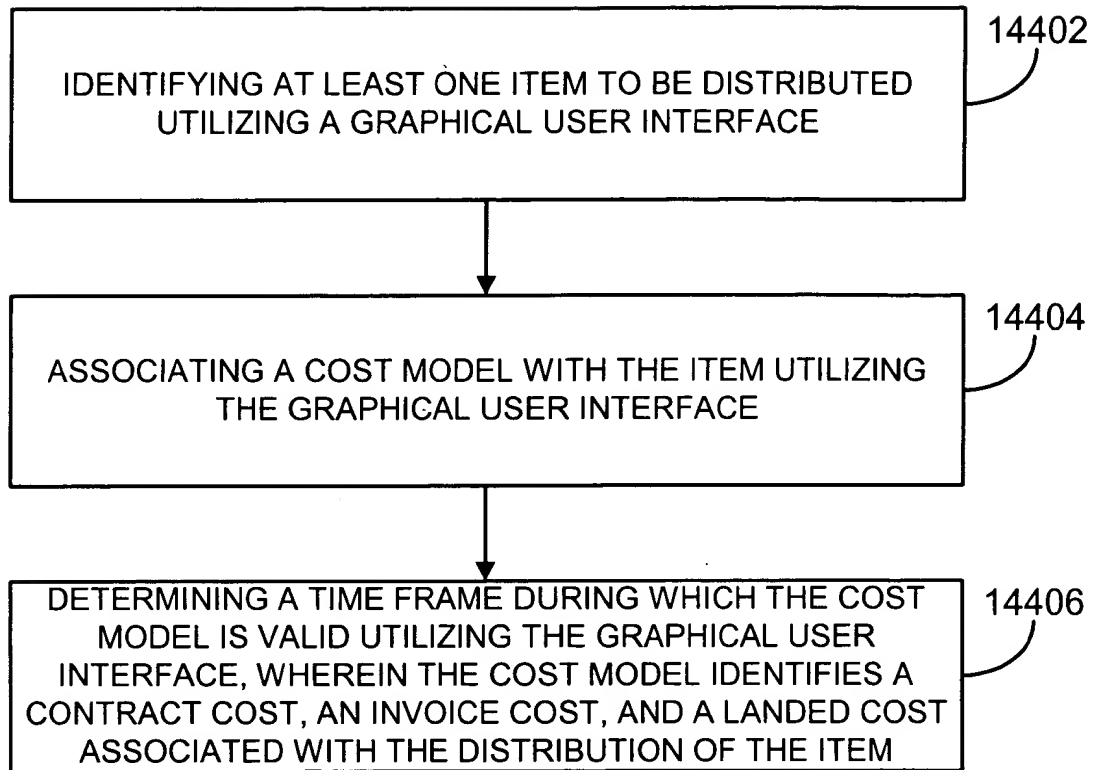 14402
IDENTIFYING AT LEAST ONE ITEM TO BE DISTRIBUTED
UTILIZING A GRAPHICAL USER INTERFACE
14404
ASSOCIATING A COST MODEL WITH THE ITEM UTILIZING
THE GRAPHICAL USER INTERFACE
14406
DETERMINING A TIME FRAME DURING WHICH THE COST
MODEL IS VALID UTILIZING THE GRAPHICAL USER
INTERFACE, WHEREIN THE COST MODEL IDENTIFIES A
CONTRACT COST, AN INVOICE COST, AND A LANDED COST
ASSOCIATED WITH THE DISTRIBUTION OF THE ITEM